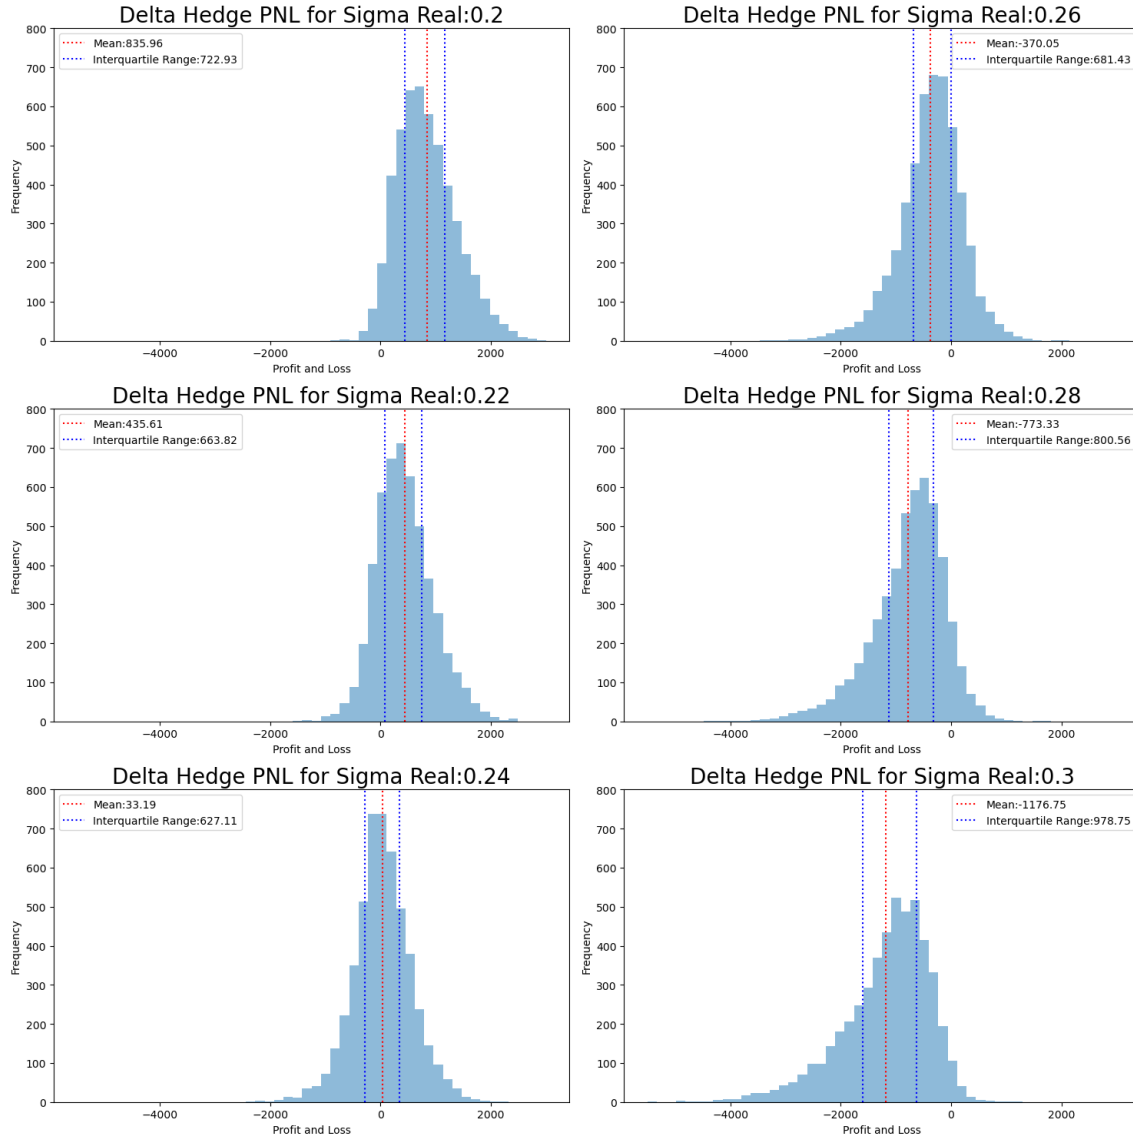 Delta Hedge PNL for Sigma Real:0.2
Mean:835.96
Interquartile Range:722.93
800
700
600
500
400
300
200
100
0
Frequency
−4000
−2000
0
2000
Profit and Loss
Delta Hedge PNL for Sigma Real:0.26
Mean:-370.05
Interquartile Range:681.43
800
700
600
500
400
300
200
100
0
Frequency
−4000
−2000
0
2000
Profit and Loss
Delta Hedge PNL for Sigma Real:0.22
Mean:435.61
Interquartile Range:663.82
800
700
600
500
400
300
200
100
0
Frequency
−4000
−2000
0
2000
Profit and Loss
Delta Hedge PNL for Sigma Real:0.28
Mean:-773.33
Interquartile Range:800.56
800
700
600
500
400
300
200
100
0
Frequency
−4000
−2000
0
2000
Profit and Loss
Delta Hedge PNL for Sigma Real:0.24
Mean:33.19
Interquartile Range:627.11
800
700
600
500
400
300
200
100
0
Frequency
−4000
−2000
0
2000
Profit and Loss
Delta Hedge PNL for Sigma Real:0.3
Mean:-1176.75
Interquartile Range:978.75
800
700
600
500
400
300
200
100
0
Frequency
−4000
−2000
0
2000
Profit and Loss